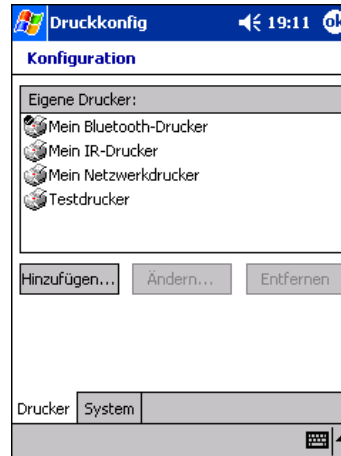 Druckkonfig 19:11 ok
Konfiguration
Eigene Drucker:
Mein Bluetooth-Drucker
Mein IR-Drucker
Mein Netzwerkdrucker
Testdrucker
Hinzufügen... Ändern... Entfernen
Drucker System